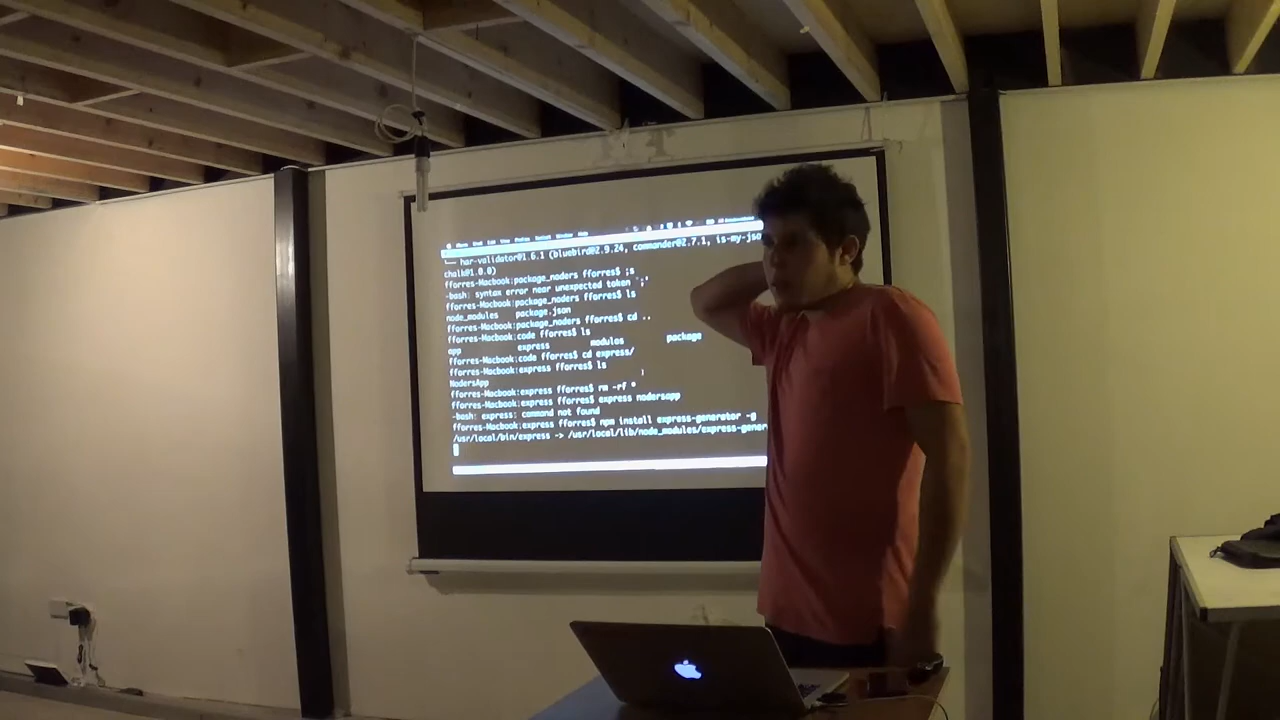 └── har-validator@1.6.1 (bluebird@2.9.24, commander@2.7.1, is-my-jso
chalk@1.0.0)
fforres-Macbook:package_noders fforres$ ;s
-bash: syntax error near unexpected token `;'
fforres-Macbook:package_noders fforres$ ls
node_modules package.json
fforres-Macbook:package_noders fforres$ cd ..
fforres-Macbook:code fforres$ ls
app express modulos package
fforres-Macbook:code fforres$ cd express/
fforres-Macbook:express fforres$ ls
NodersApp
fforres-Macbook:express fforres$ rm -rf *
fforres-Macbook:express fforres$ express nodersapp
-bash: express: command not found
fforres-Macbook:express fforres$ npm install express-generator -g
/usr/local/bin/express -> /usr/local/lib/node_modules/express-gener